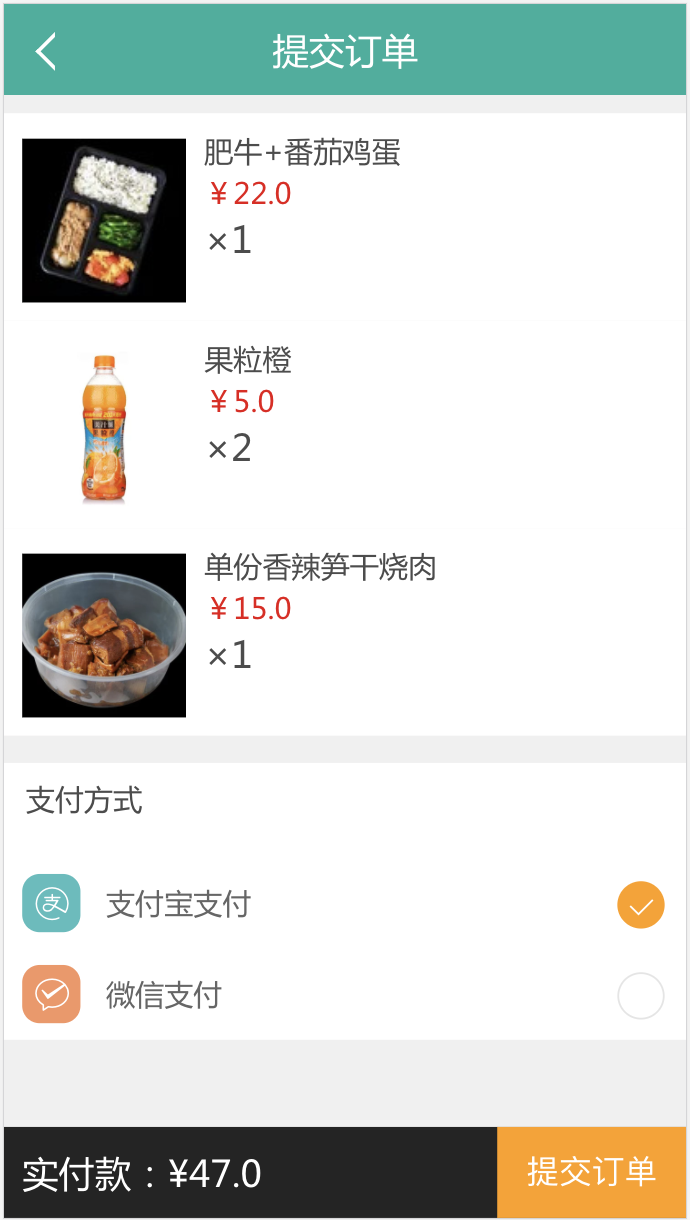 提交订单
肥牛+番茄鸡蛋
￥22.0
×1
果粒橙
￥5.0
×2
单份香辣笋干烧肉
￥15.0
×1
支付方式
支付宝支付
微信支付
实付款：¥47.0
提交订单